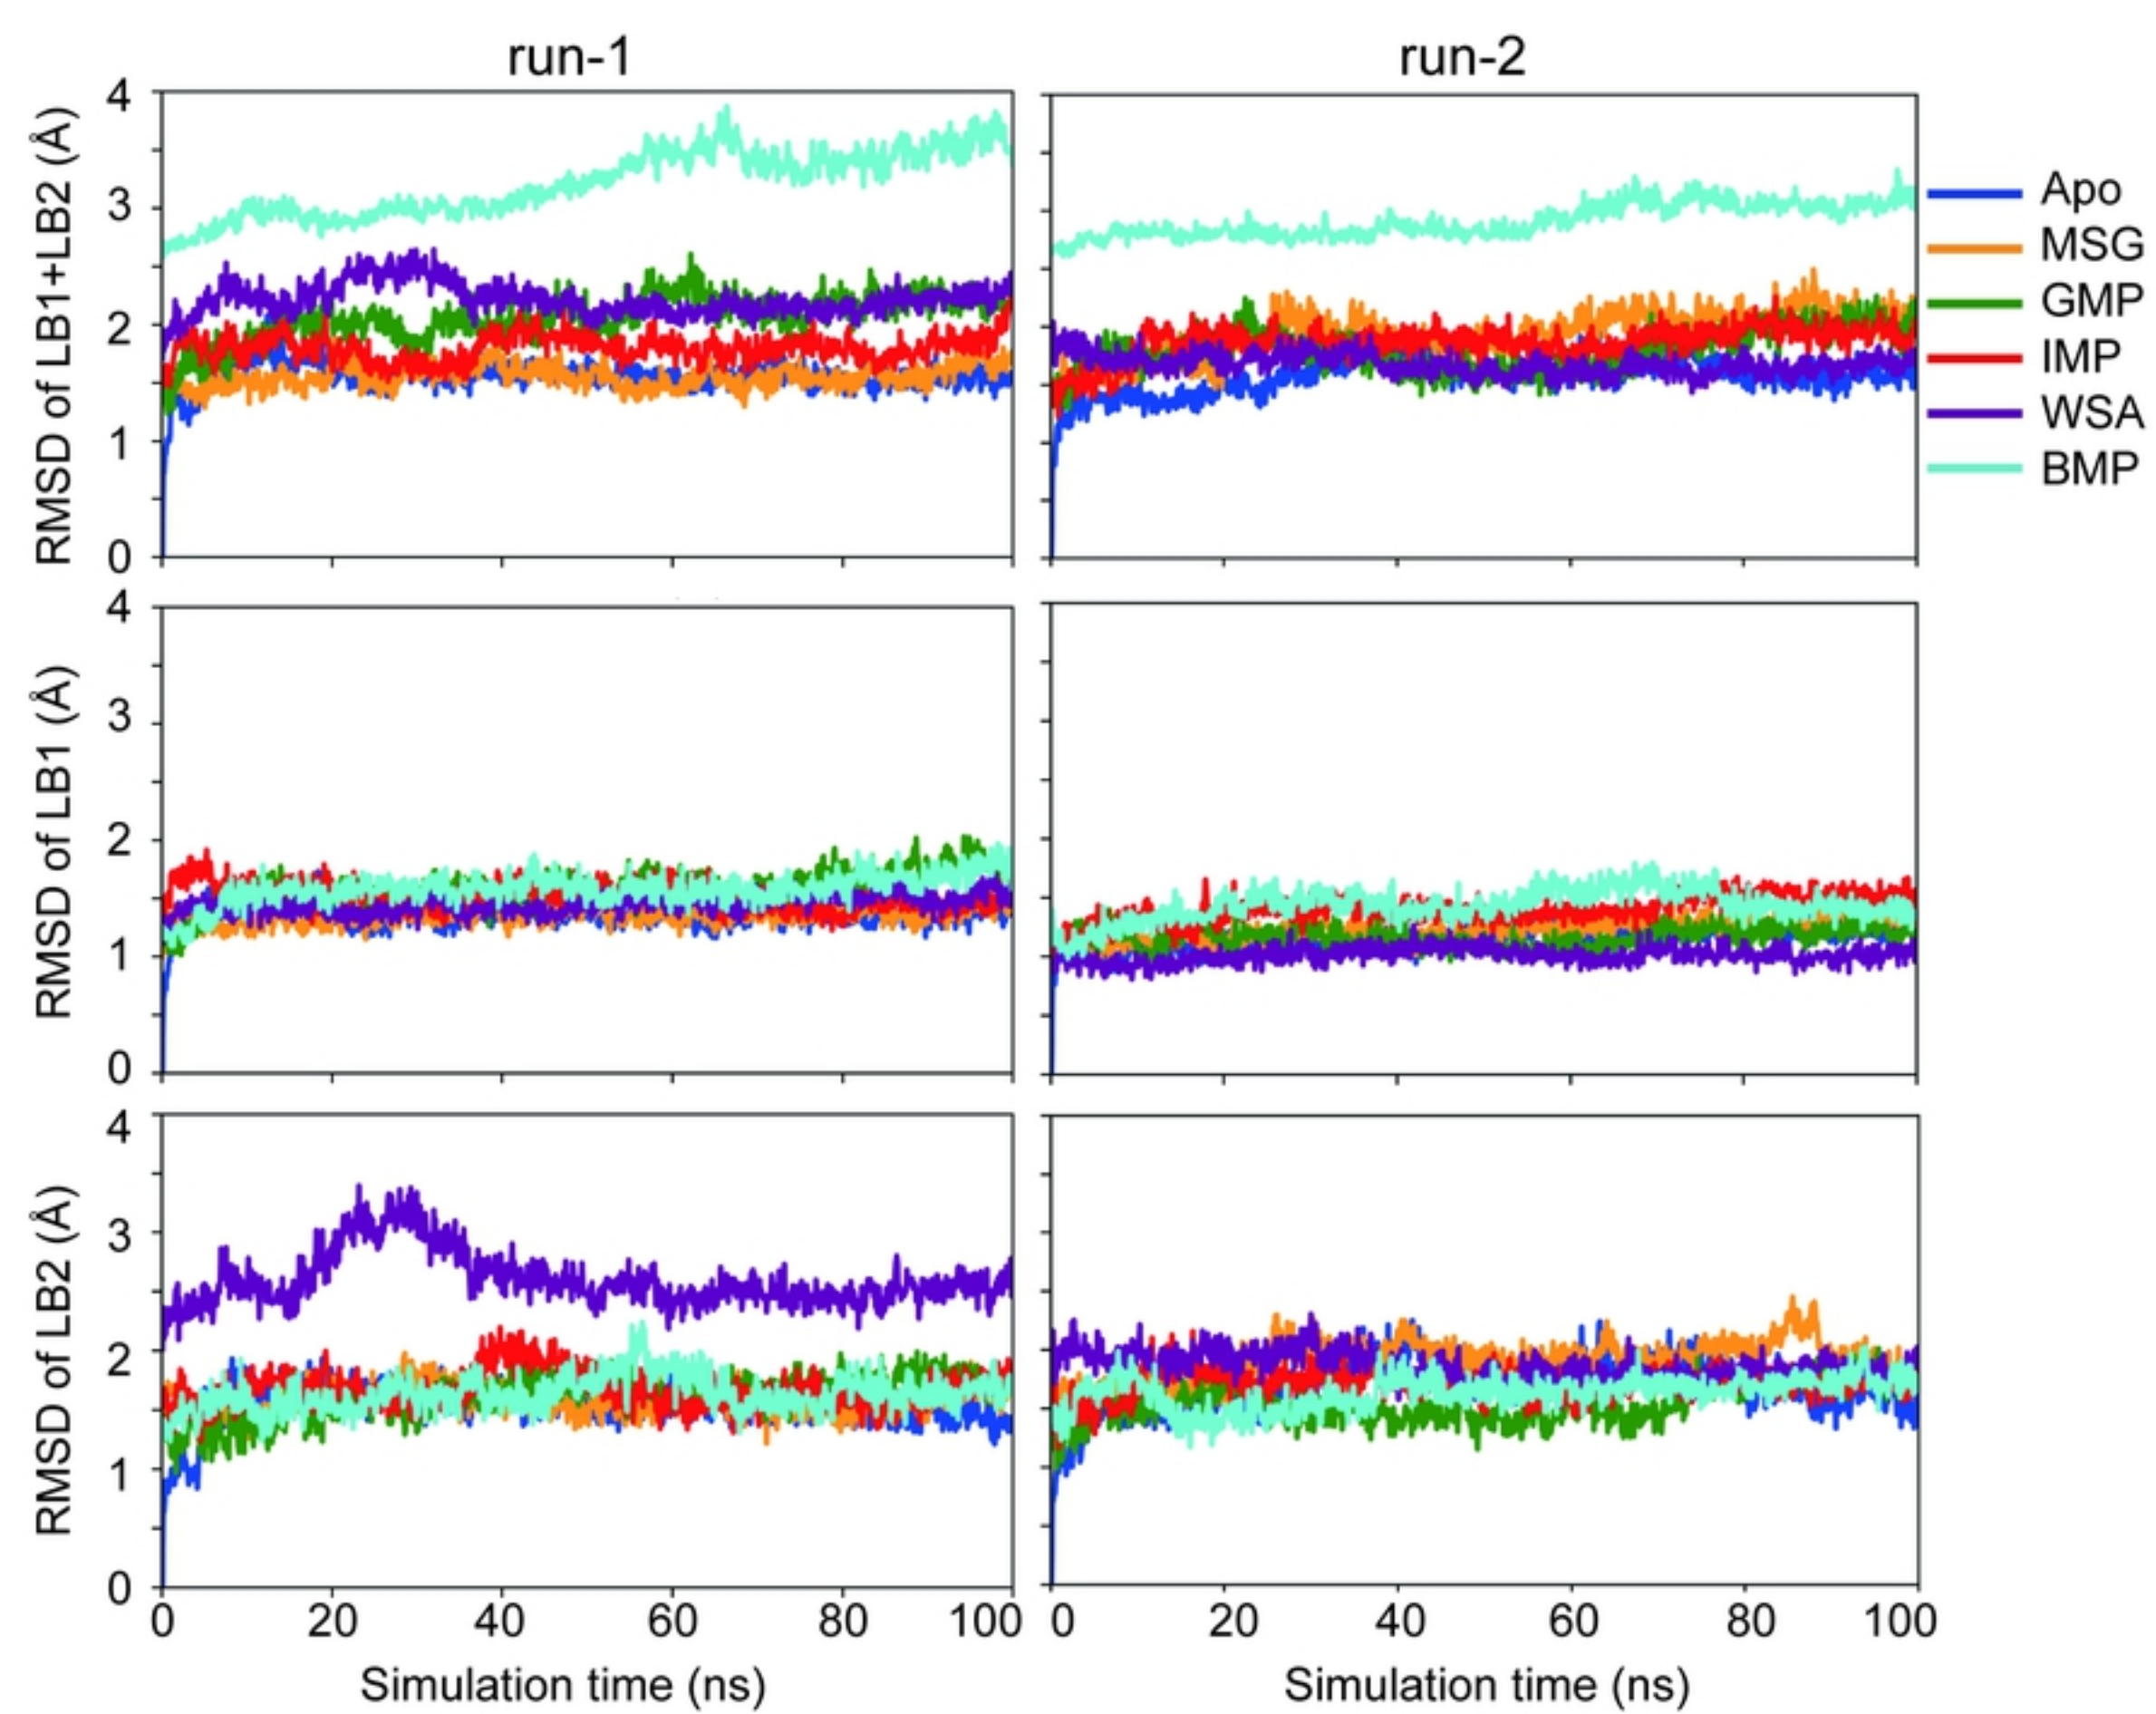 run-1
run-2
RMSD of LB1+LB2 (Å)
4
3
2
1
0
Apo
MSG
GMP
IMP
WSA
BMP
RMSD of LB1 (Å)
4
3
2
1
0
RMSD of LB2 (Å)
4
3
2
1
0
0 20 40 60 80 100
0 20 40 60 80 100
Simulation time (ns)
Simulation time (ns)